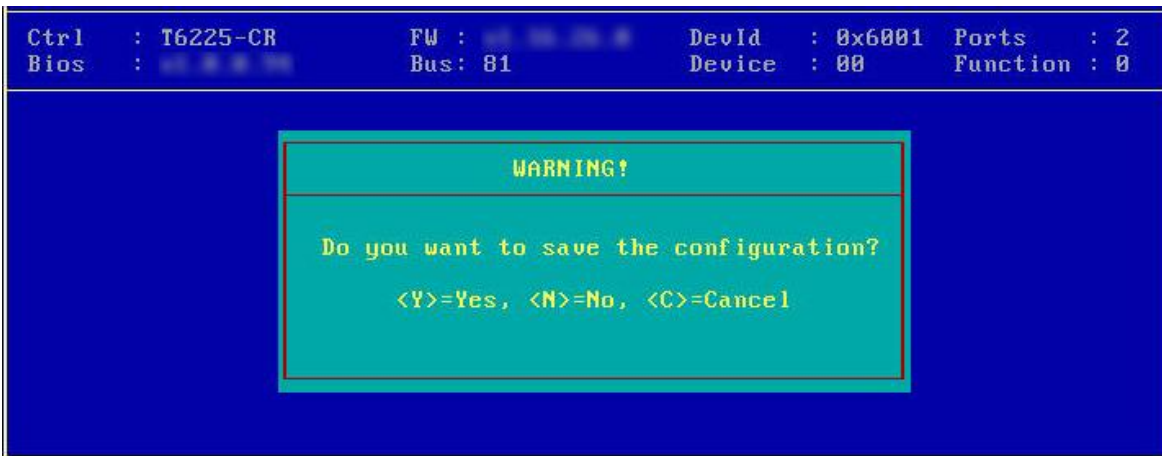 Ctrl : T6225-CR FW : DevId : 0x6001 Ports : 2
Bios : Bus: 81 Device : 00 Function : 0
WARNING!
Do you want to save the configuration?
<Y>=Yes, <N>=No, <C>=Cancel